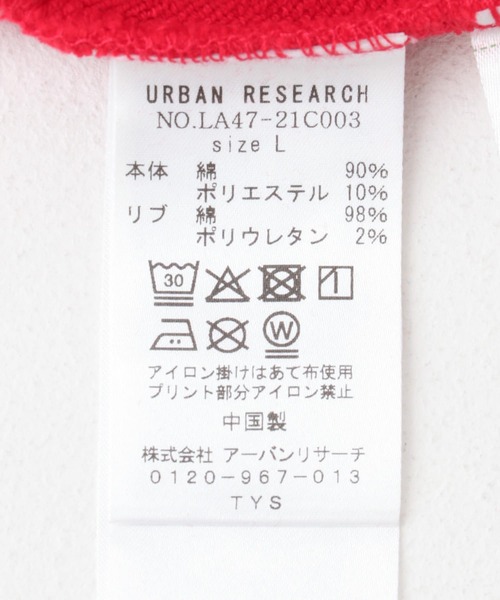 URBAN RESEARCH
NO.LA47-21C003
size L
本体 綿 90%
ポリエステル 10%
リブ 綿 98%
ポリウレタン 2%
30
W
アイロン掛けはあて布使用
プリント部分アイロン禁止
中国製
株式会社 アーバンリサーチ
0120-967-013
TYS